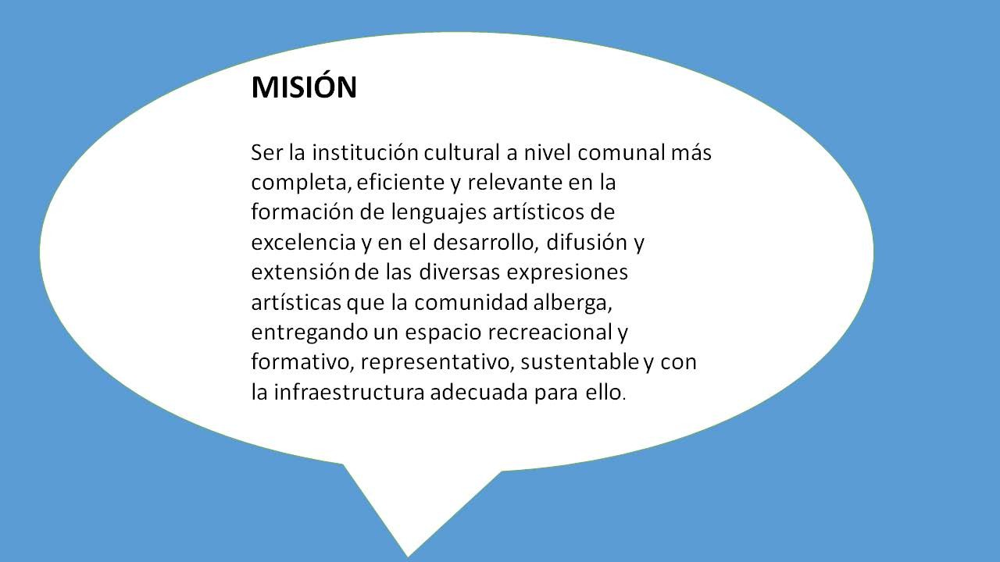 MISIÓN
Ser la institución cultural a nivel comunal más
completa, eficiente y relevante en la
formación de lenguajes artísticos de
excelencia y en el desarrollo, difusión y
extensión de las diversas expresiones
artísticas que la comunidad alberga,
entregando un espacio recreacional y
formativo, representativo, sustentable y con
la infraestructura adecuada para ello.